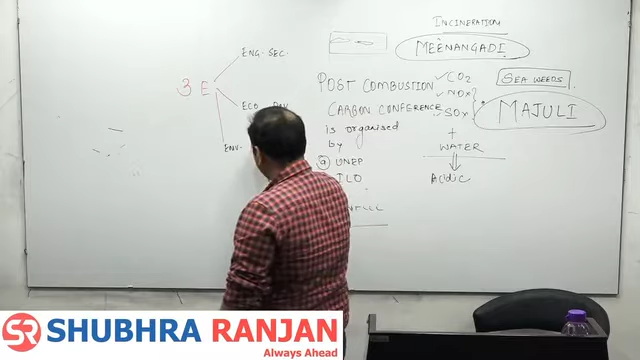 3 E
ENG. SEC.
ECO
ENV-
INCINERATION
MEENANGADI
POST COMBUSTION
CARBON CONFERENCE
is organised
by
a UNEP
ILO
CO2
NOx
SOx
+
WATER
Acidic
SEA WEEDS
MAJULI
SR SHUBHRA RANJAN
Always Ahead